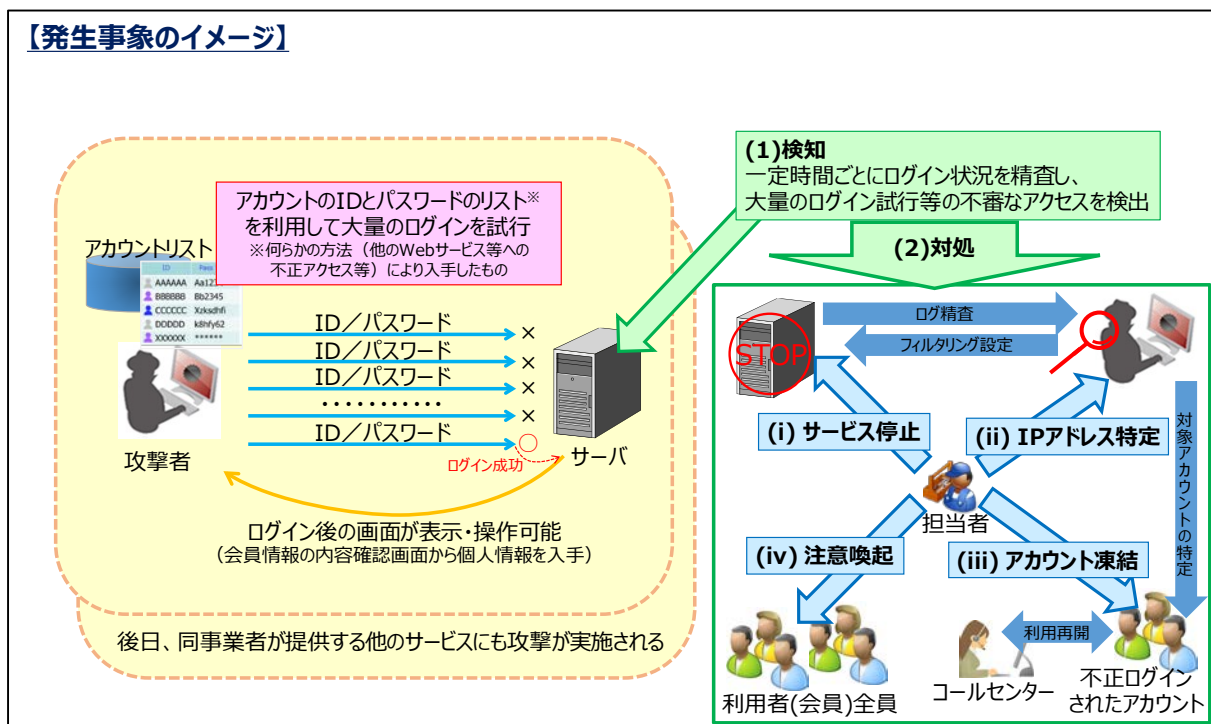 【発生事象のイメージ】
(1)検知
一定時間ごとにログイン状況を精査し、
大量のログイン試行等の不審なアクセスを検出
(2)対処
アカウントのIDとパスワードのリスト※
を利用して大量のログインを試行
※何らかの方法（他のWebサービス等への
不正アクセス等）により入手したもの
アカウントリスト
ID Pass
AAAAAA Aa123
BBBBBB Bb2345
CCCCCC Xzksdhfi
DDDDD k8hfy62
XXXXXX ******
ID／パスワード ×
ID／パスワード ×
ID／パスワード ×
‥‥‥‥‥‥ ×
ID／パスワード ○
ログイン成功
攻撃者
サーバ
ログイン後の画面が表示・操作可能
（会員情報の内容確認画面から個人情報を入手）
後日、同事業者が提供する他のサービスにも攻撃が実施される
STOP
ログ精査
フィルタリング設定
(i) サービス停止
(ii) IPアドレス特定
対象アカウントの特定
担当者
(iv) 注意喚起
(iii) アカウント凍結
利用再開
利用者(会員)全員
コールセンター
不正ログイン
されたアカウント